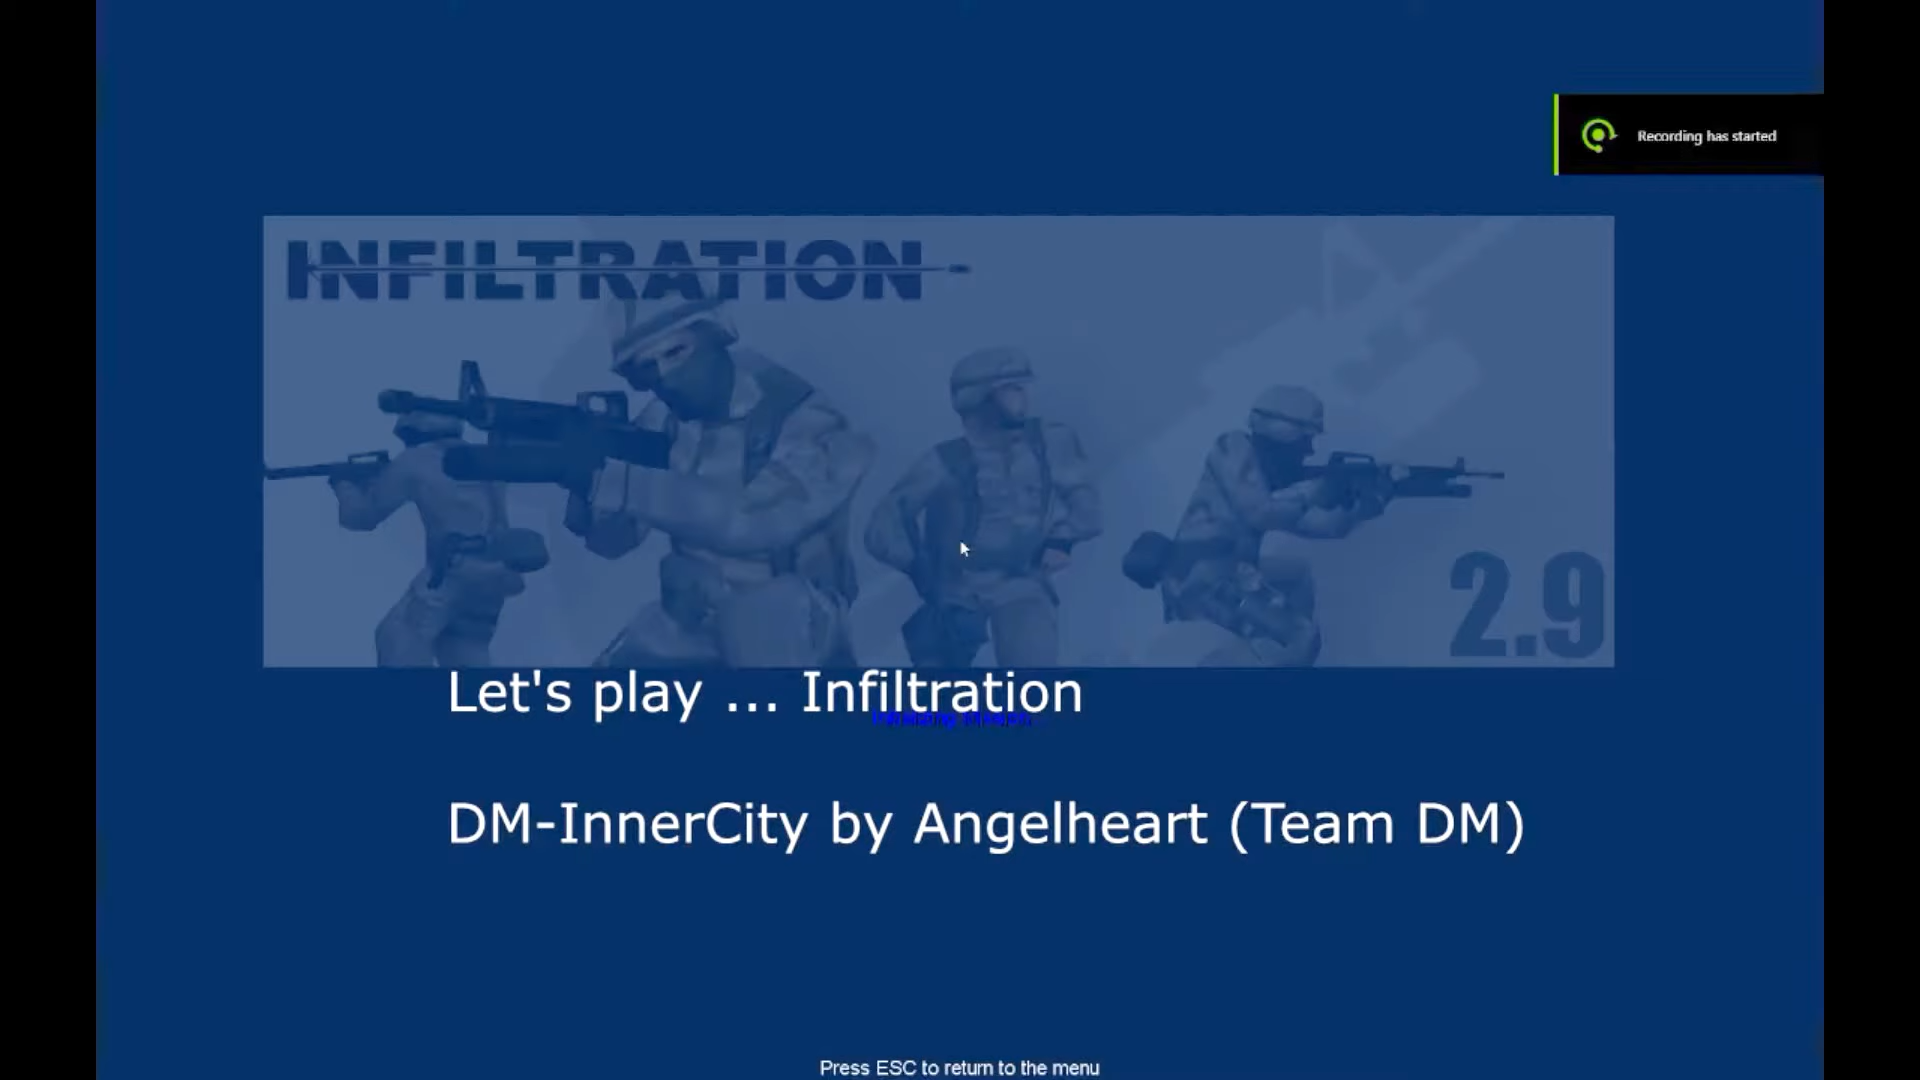 Recording has started
INFILTRATION
2.9
Let's play ... Infiltration
DM-InnerCity by Angelheart (Team DM)
Press ESC to return to the menu